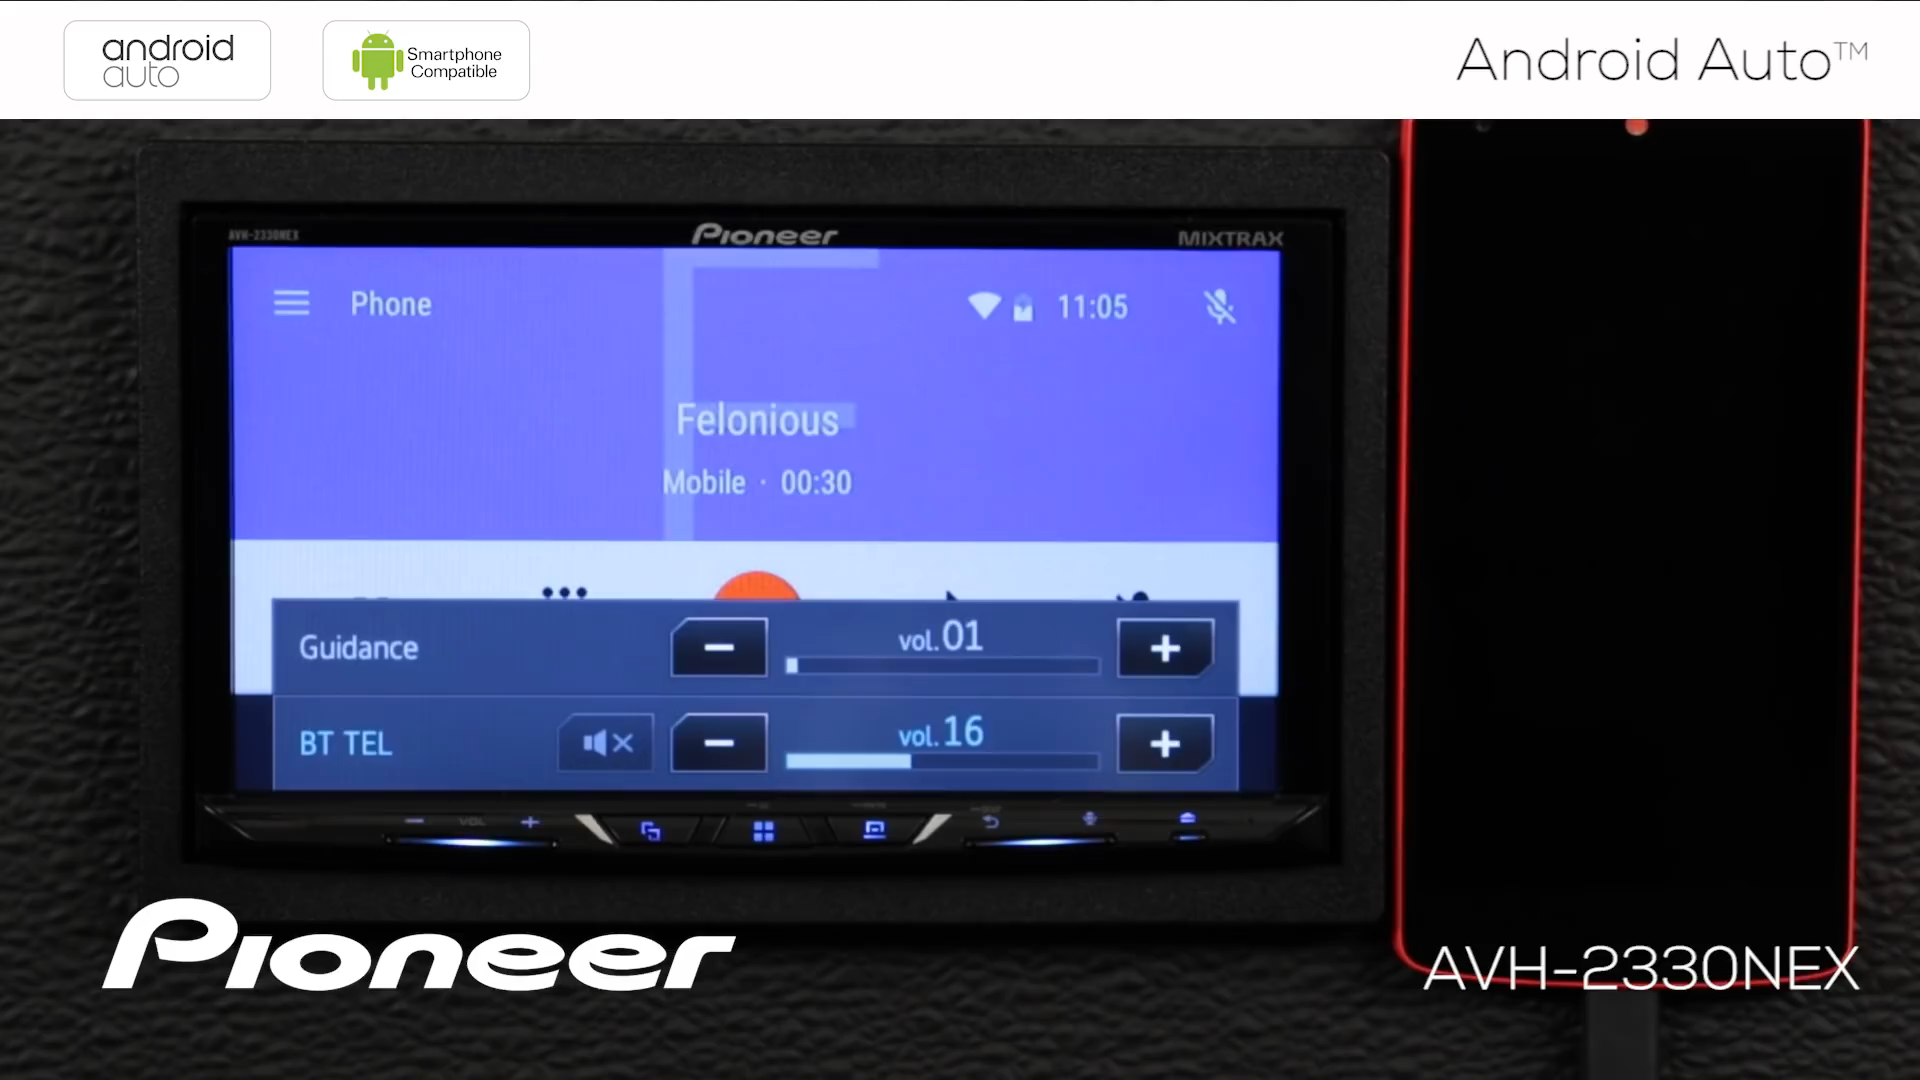 android
auto
Smartphone
Compatible
Android Auto™
AVH-2330NEX
Pioneer
MIXTRAX
Phone
11:05
Felonious
Mobile · 00:30
Guidance
vol.01
BT TEL
vol.16
VOL
Pioneer
AVH-2330NEX